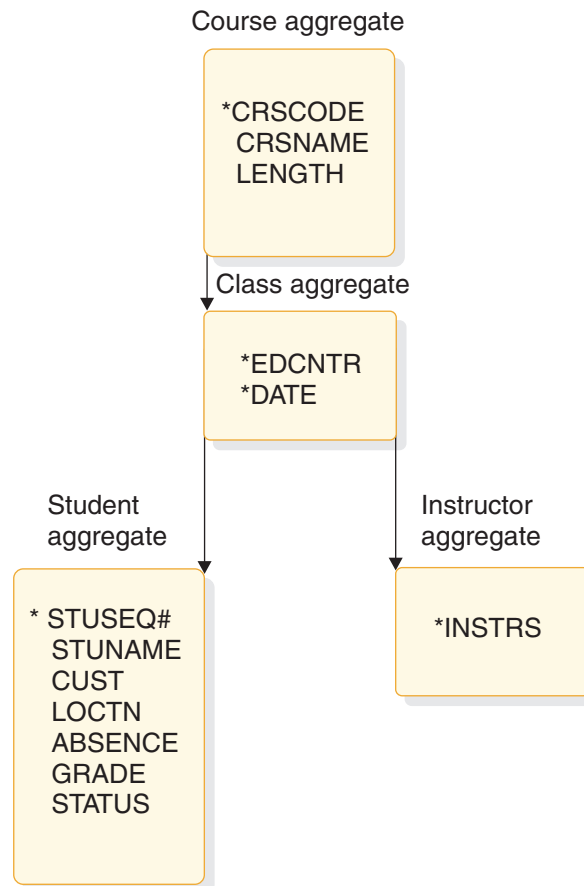 Course aggregate
*CRSCODE
CRSNAME
LENGTH
Class aggregate
*EDCNTR
*DATE
Student
aggregate
* STUSEQ#
STUNAME
CUST
LOCTN
ABSENCE
GRADE
STATUS
Instructor
aggregate
*INSTRS